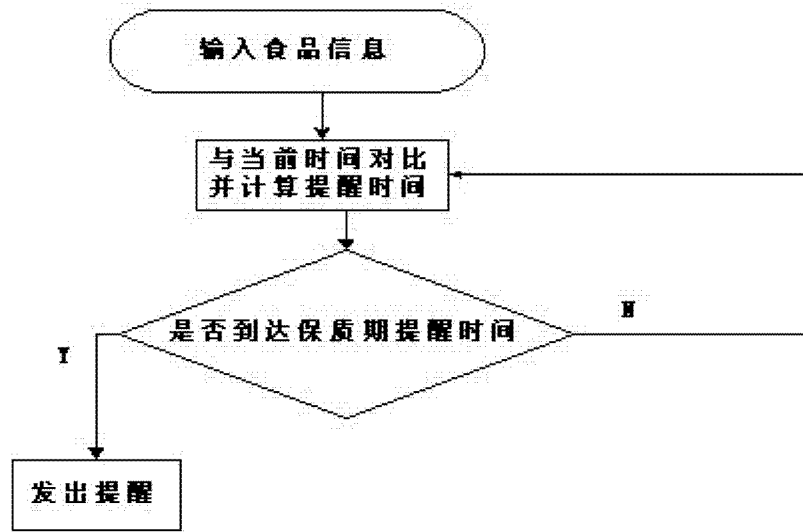 输入食品信息
与当前时间对比
并计算提醒时间
是否到达保质期提醒时间
N
Y
发出提醒